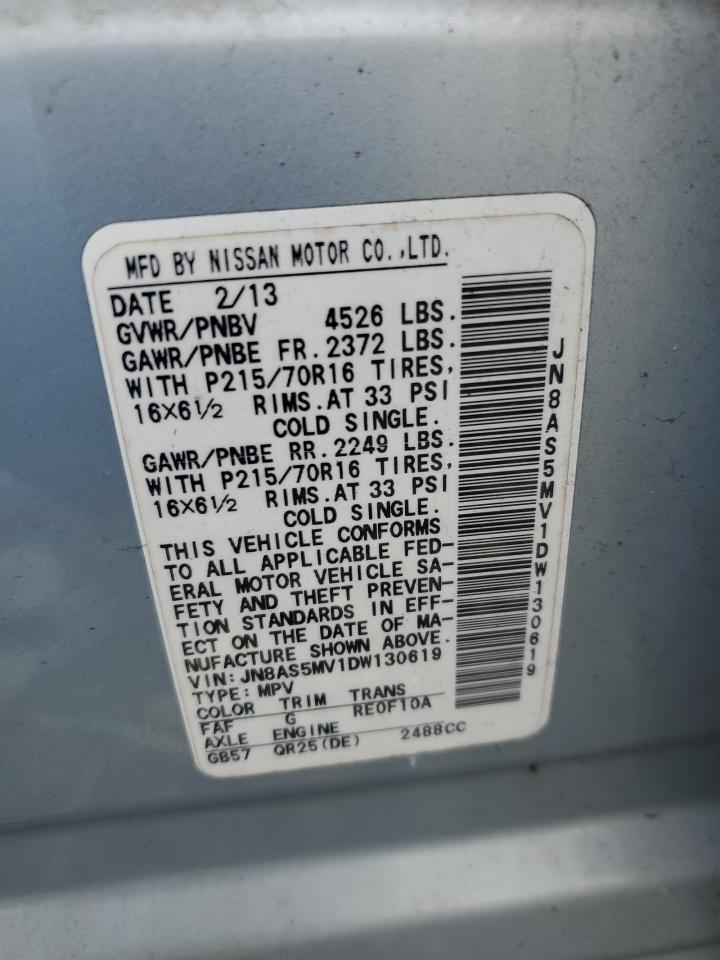 MFD BY NISSAN MOTOR CO.,LTD.
DATE 2/13
GVWR/PNBV 4526 LBS.
GAWR/PNBE FR.2372 LBS.
WITH P215/70R16 TIRES,
16X6½ RIMS.AT 33 PSI
COLD SINGLE.
GAWR/PNBE RR.2249 LBS.
WITH P215/70R16 TIRES,
16X6½ RIMS.AT 33 PSI
COLD SINGLE.
THIS VEHICLE CONFORMS
TO ALL APPLICABLE FED-
ERAL MOTOR VEHICLE SA-
FETY AND THEFT PREVEN-
TION STANDARDS IN EFF-
ECT ON THE DATE OF MA-
NUFACTURE SHOWN ABOVE.
VIN:JN8AS5MV1DW130619
TYPE:MPV
COLOR TRIM TRANS
FAF G RE0F10A
AXLE ENGINE
GB57 QR25(DE) 2488CC
JN8AS5MV1DW130619